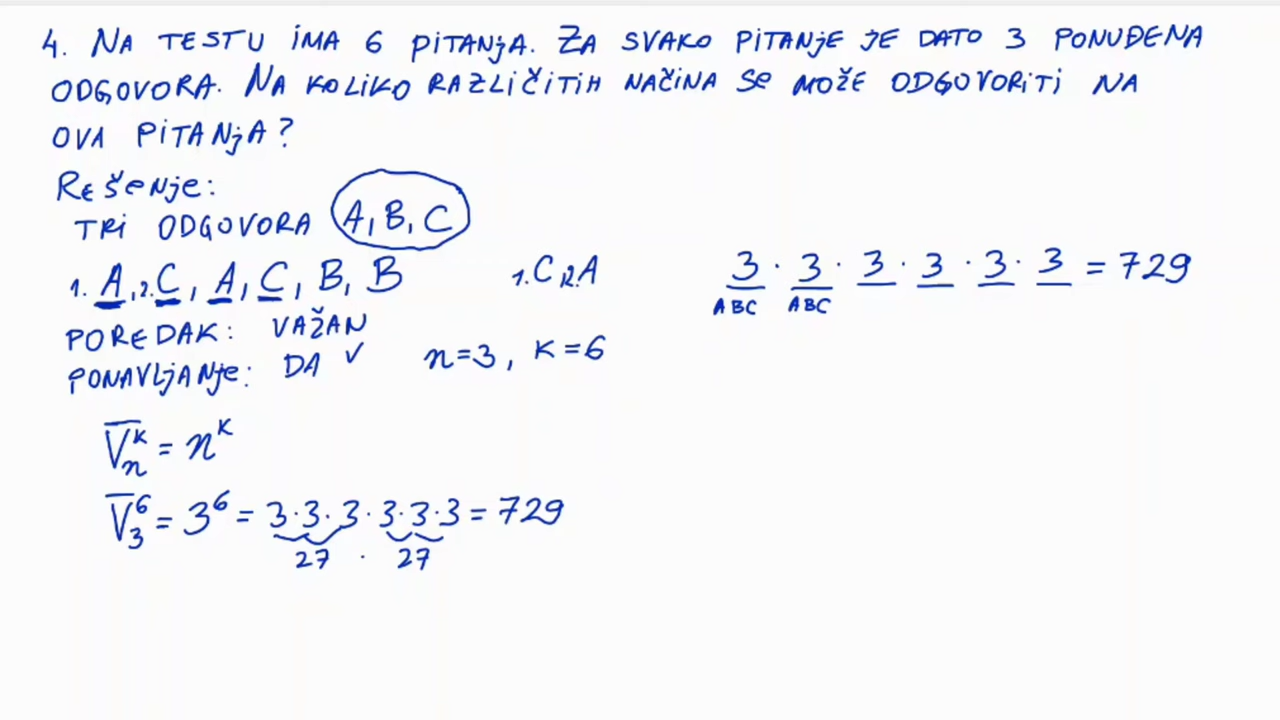 4. NA TESTU IMA 6 PITANJA. ZA SVAKO PITANJE JE DATO 3 PONUĐENA
ODGOVORA. NA KOLIKO RAZLIČITIH NAČINA SE MOŽE ODGOVORITI NA
OVA PITANJA?
REŠENJE:
TRI ODGOVORA A, B, C
1. A, 2. C, A, C, B, B
1. C 2. A
3 · 3 · 3 · 3 · 3 · 3 = 729
ABC ABC
POREDAK: VAŽAN
PONAVLJANJE: DA ✓
n=3, k=6
V̅ₙᵏ = nᵏ
V̅₃⁶ = 3⁶ = 3·3·3·3·3·3 = 729
27 · 27